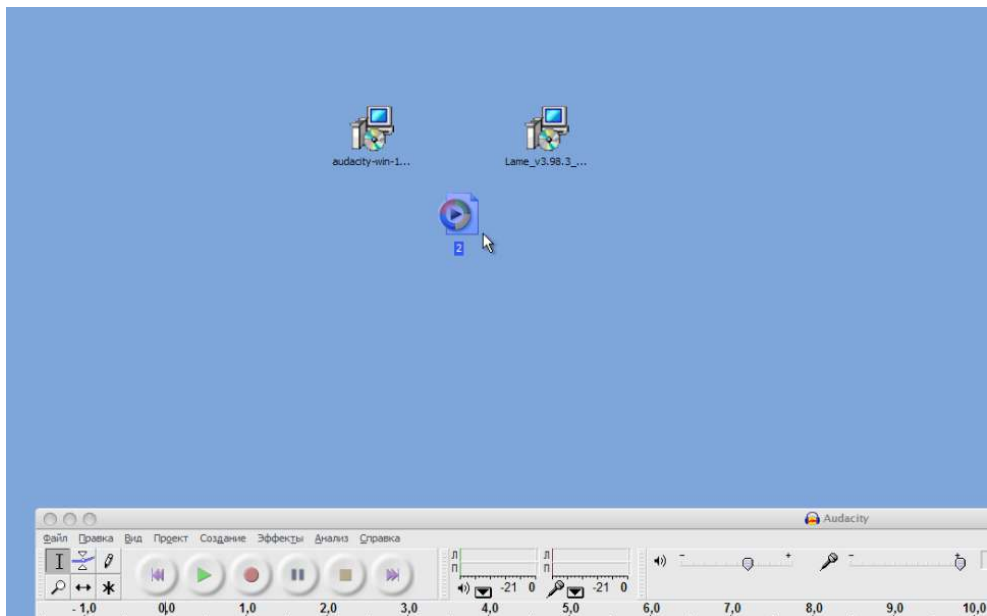 audacity-win-1...
Lame_v3.98.3_...
2
Audacity
Файл Правка Вид Проект Создание Эффекты Анализ Справка
Л Л
П П
-21 0 -21 0
- 1,0 0,0 1,0 2,0 3,0 4,0 5,0 6,0 7,0 8,0 9,0 10,0